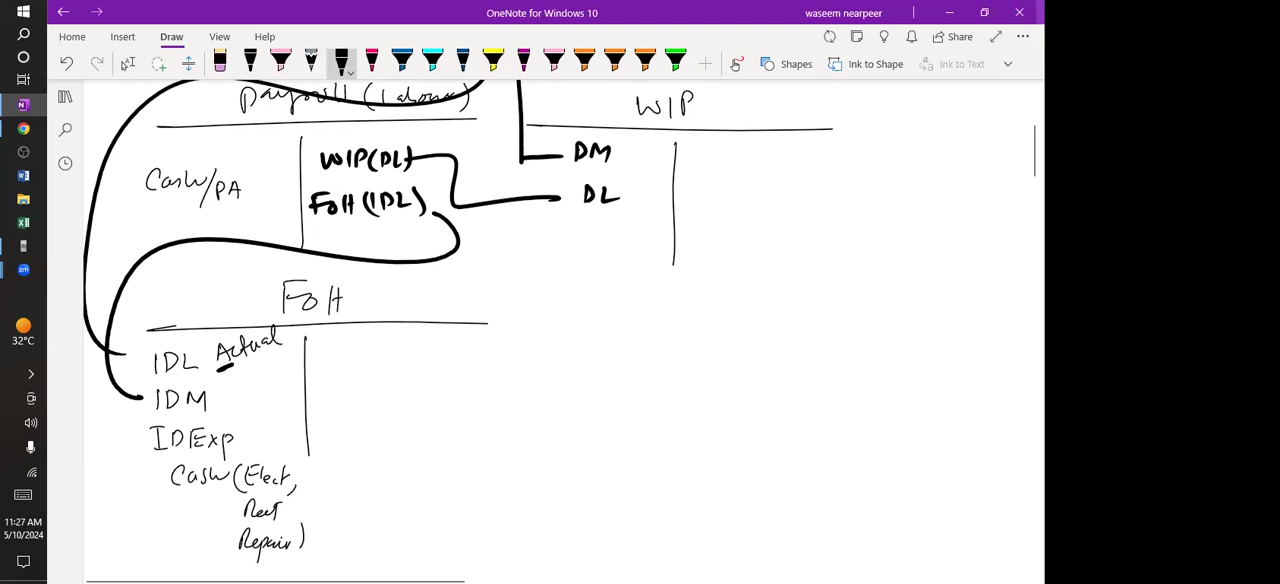 OneNote for Windows 10
waseem nearpeer
Home Insert Draw View Help
Share
Shapes
Ink to Shape
Ink to Text
Payroll (Labour)
WIP
Cash/PA
WIP(DL)
FOH(IDL)
DM
DL
FOH
IDL Actual
IDM
IDExp
Cash (Elect,
Rent
Repair)
32°C
11:27 AM
5/10/2024